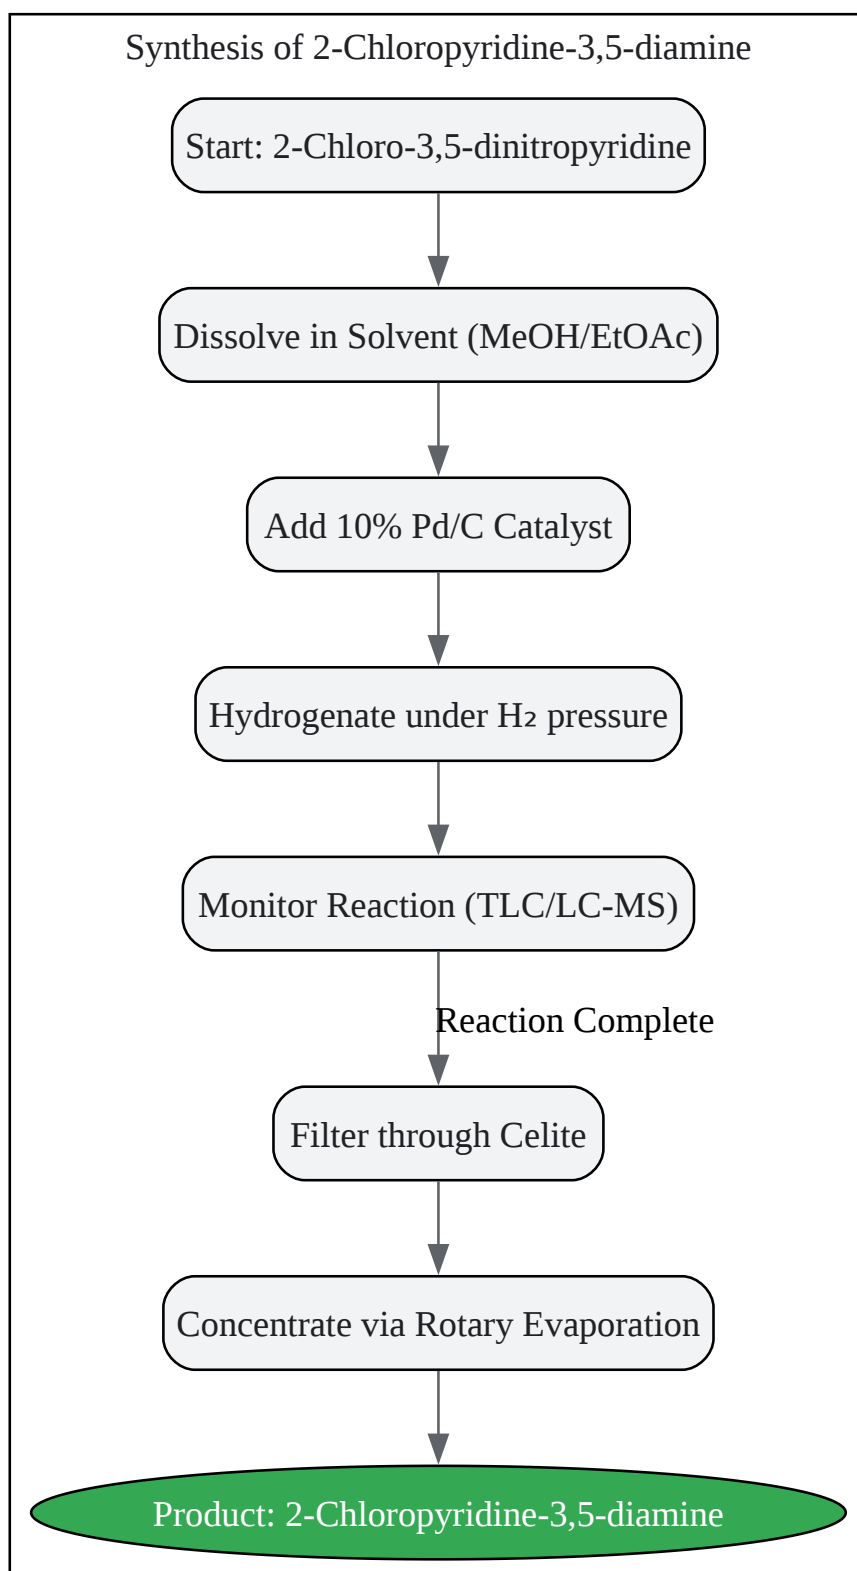 Synthesis of 2-Chloropyridine-3,5-diamine
Start: 2-Chloro-3,5-dinitropyridine
Dissolve in Solvent (MeOH/EtOAc)
Add 10% Pd/C Catalyst
Hydrogenate under H₂ pressure
Monitor Reaction (TLC/LC-MS)
Reaction Complete
Filter through Celite
Concentrate via Rotary Evaporation
Product: 2-Chloropyridine-3,5-diamine